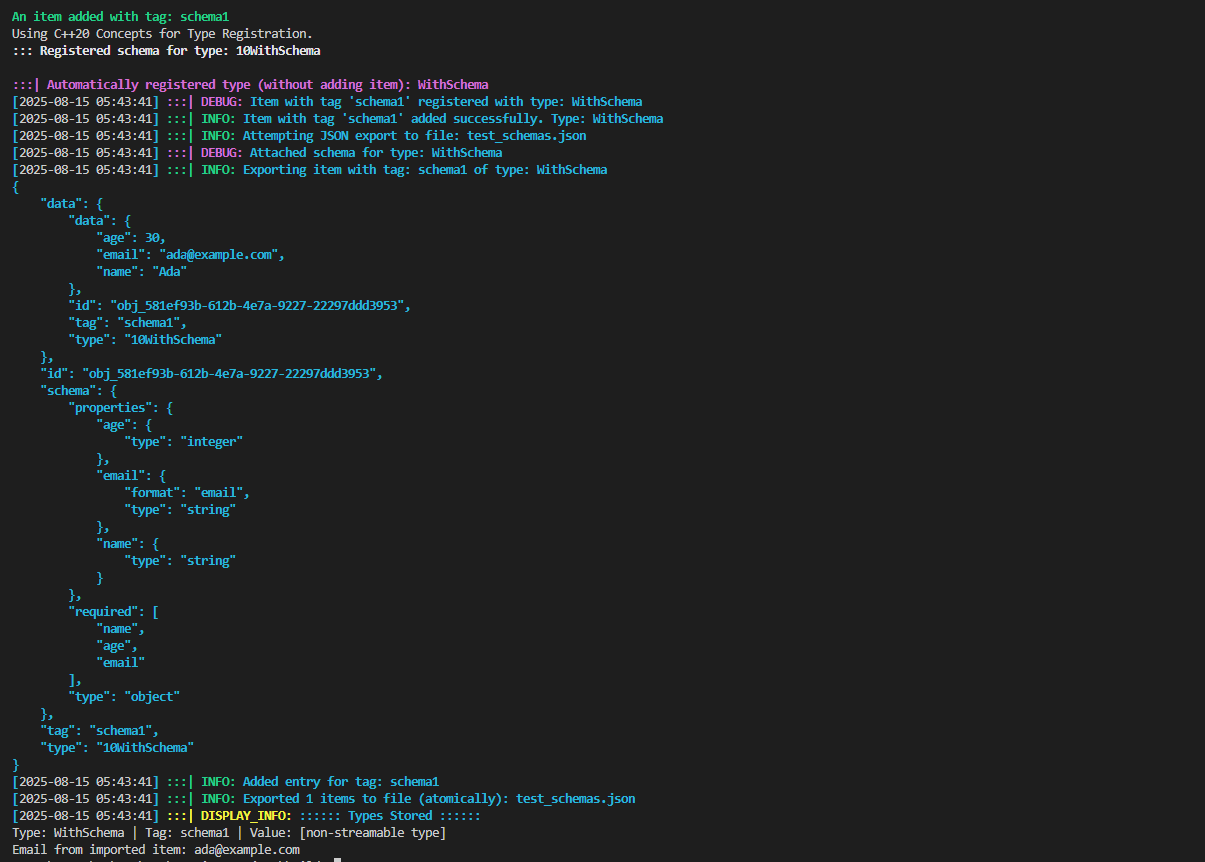 An item added with tag: schema1
Using C++20 Concepts for Type Registration.
::: Registered schema for type: 10WithSchema
:::| Automatically registered type (without adding item): WithSchema
[2025-08-15 05:43:41] :::| DEBUG: Item with tag 'schema1' registered with type: WithSchema
[2025-08-15 05:43:41] :::| INFO: Item with tag 'schema1' added successfully. Type: WithSchema
[2025-08-15 05:43:41] :::| INFO: Attempting JSON export to file: test_schemas.json
[2025-08-15 05:43:41] :::| DEBUG: Attached schema for type: WithSchema
[2025-08-15 05:43:41] :::| INFO: Exporting item with tag: schema1 of type: WithSchema
{
    "data": {
        "data": {
            "age": 30,
            "email": "ada@example.com",
            "name": "Ada"
        },
        "id": "obj_581ef93b-612b-4e7a-9227-22297ddd3953",
        "tag": "schema1",
        "type": "10WithSchema"
    },
    "id": "obj_581ef93b-612b-4e7a-9227-22297ddd3953",
    "schema": {
        "properties": {
            "age": {
                "type": "integer"
            },
            "email": {
                "format": "email",
                "type": "string"
            },
            "name": {
                "type": "string"
            }
        },
        "required": [
            "name",
            "age",
            "email"
        ],
        "type": "object"
    },
    "tag": "schema1",
    "type": "10WithSchema"
}
[2025-08-15 05:43:41] :::| INFO: Added entry for tag: schema1
[2025-08-15 05:43:41] :::| INFO: Exported 1 items to file (atomically): test_schemas.json
[2025-08-15 05:43:41] :::| DISPLAY_INFO: :::::: Types Stored ::::::
Type: WithSchema | Tag: schema1 | Value: [non-streamable type]
Email from imported item: ada@example.com